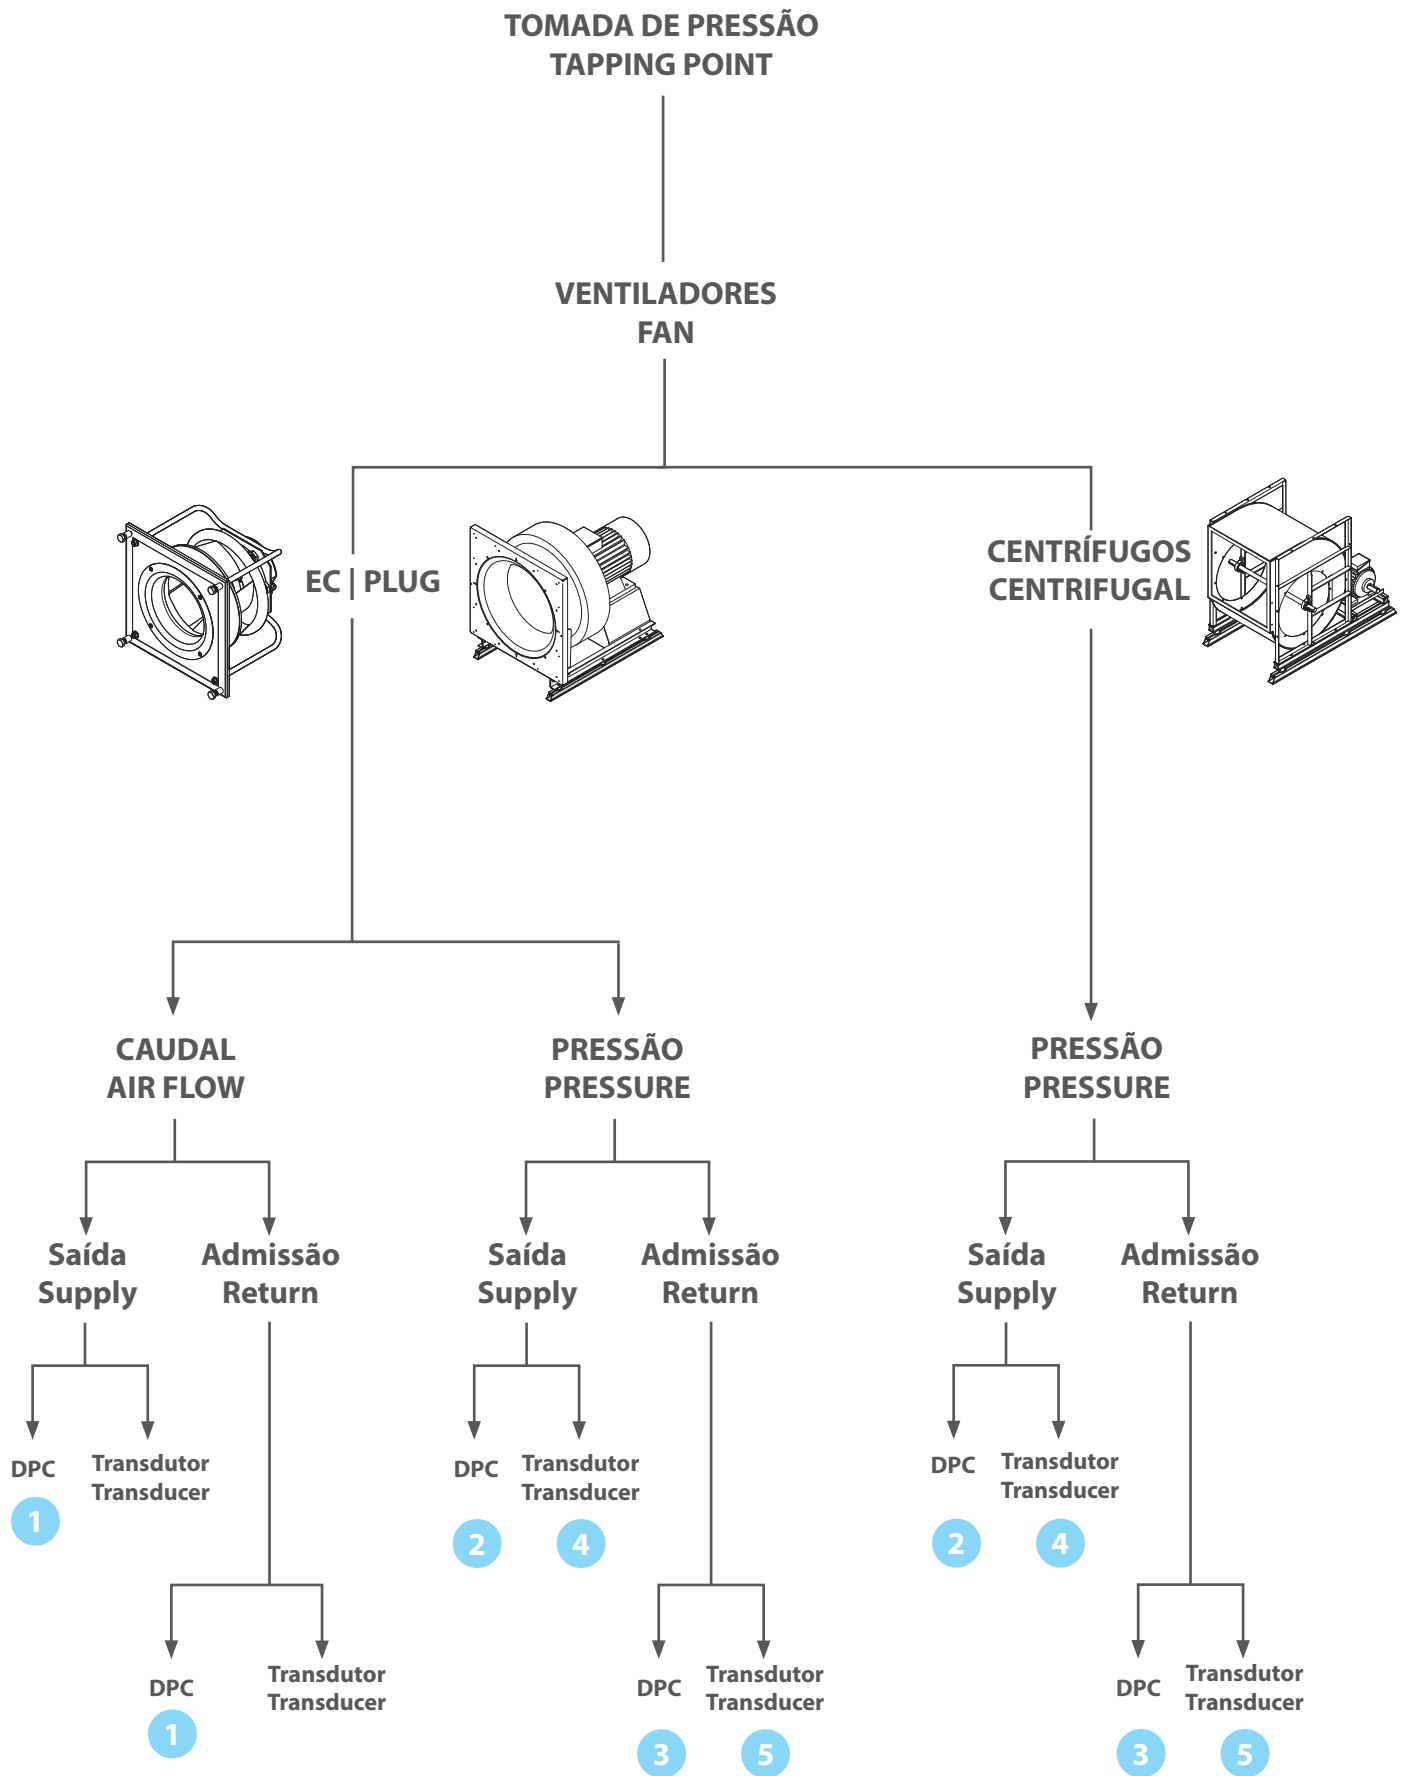 TOMADA DE PRESSÃO
TAPPING POINT
VENTILADORES
FAN
EC | PLUG
CENTRÍFUGOS
CENTRIFUGAL
CAUDAL
AIR FLOW
PRESSÃO
PRESSURE
PRESSÃO
PRESSURE
Saída
Supply
Admissão
Return
Saída
Supply
Admissão
Return
Saída
Supply
Admissão
Return
DPC
1
Transdutor
Transducer
DPC
2
Transdutor
Transducer
4
DPC
2
Transdutor
Transducer
4
DPC
1
Transdutor
Transducer
DPC
3
Transdutor
Transducer
5
DPC
3
Transdutor
Transducer
5